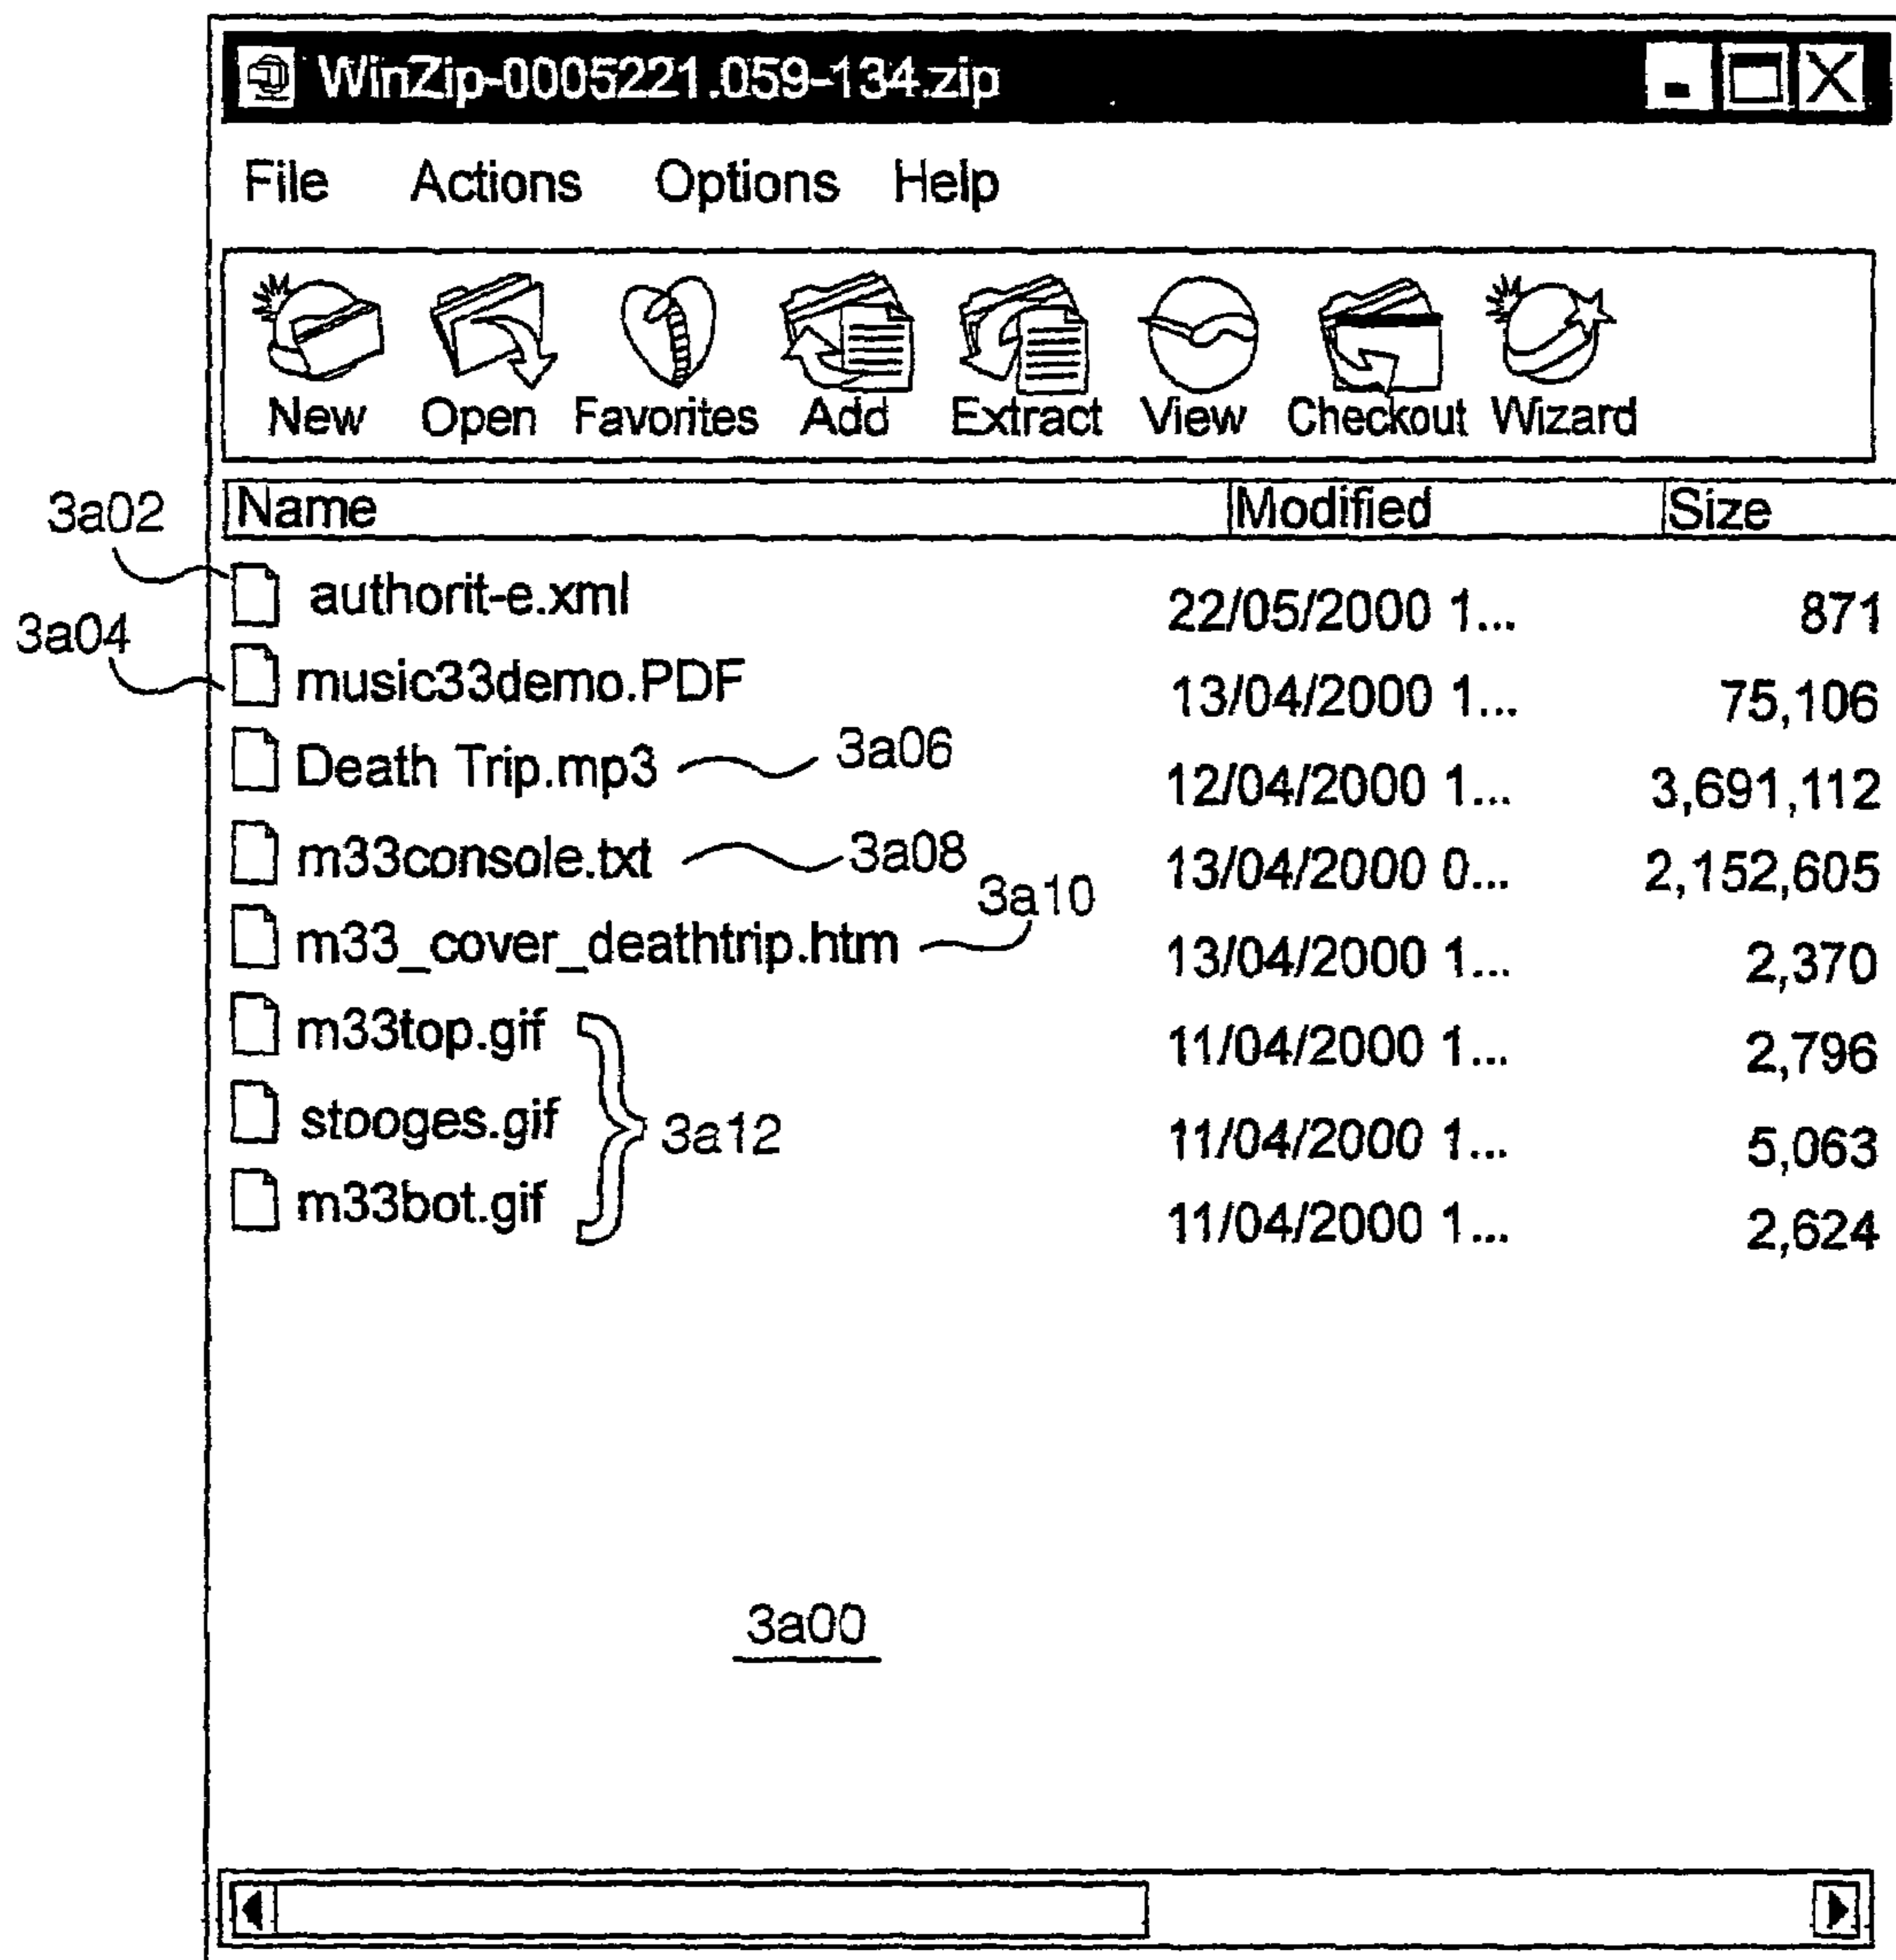 WinZip-0005221.059-134.zip
File Actions Options Help
New Open Favorites Add Extract View Checkout Wizard
Name Modified Size
3a02
authorit-e.xml 22/05/2000 1... 871
3a04
music33demo.PDF 13/04/2000 1... 75,106
Death Trip.mp3 3a06 12/04/2000 1... 3,691,112
m33console.txt 3a08 13/04/2000 0... 2,152,605
3a10
m33_cover_deathtrip.htm 13/04/2000 1... 2,370
m33top.gif 11/04/2000 1... 2,796
stooges.gif 3a12 11/04/2000 1... 5,063
m33bot.gif 11/04/2000 1... 2,624
3a00